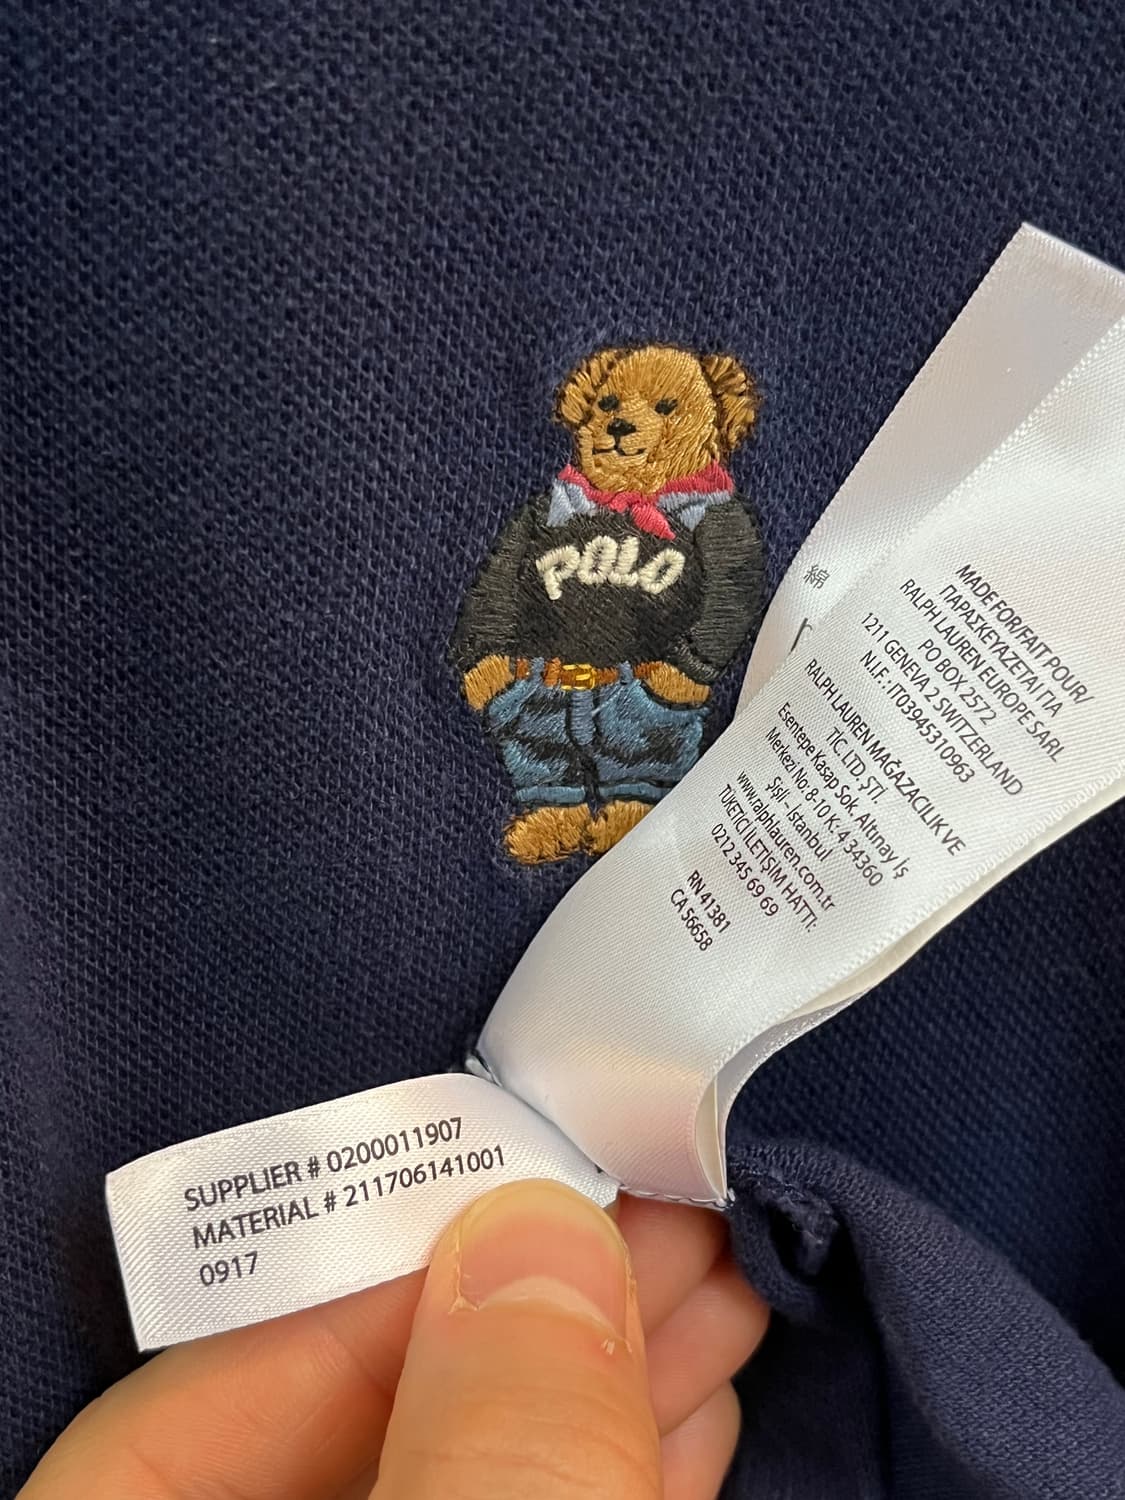 POLO
綿
MADE FOR/FAIT POUR/
ΠΑΡΑΣΚΕΥΑΖΕΤΑΙ ΓΙΑ
RALPH LAUREN EUROPE SARL
PO BOX 2572
1211 GENEVA 2 SWITZERLAND
N.I.F. : IT03945310963
RALPH LAUREN MAĞAZACILIK VE
TİC. LTD. ŞTİ.
Esentepe Kasap Sok. Altınay İş
Merkezi No: 8-10 K: 4 34360
Şişli - İstanbul
www.ralphlauren.com.tr
TÜKETİCİ İLETİŞİM HATTI:
0212 345 69 69
RN 41381
CA 56658
SUPPLIER # 0200011907
MATERIAL # 211706141001
0917